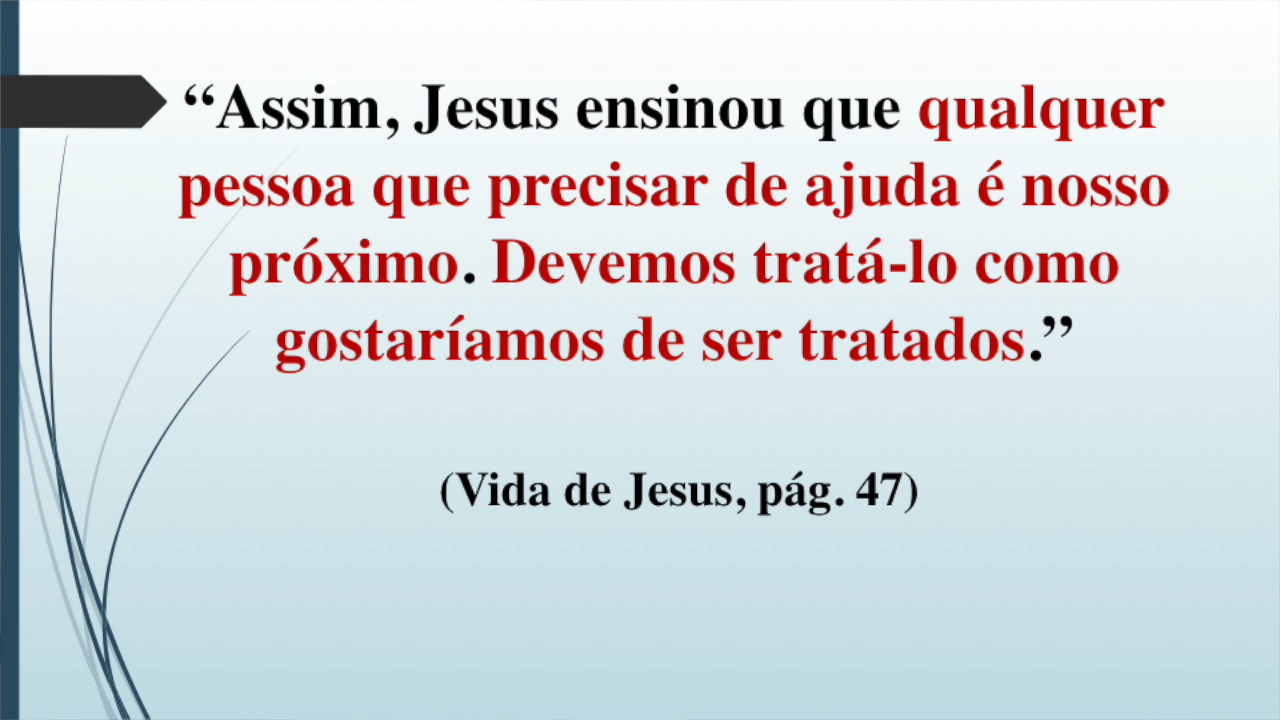 “Assim, Jesus ensinou que qualquer
pessoa que precisar de ajuda é nosso
próximo. Devemos tratá-lo como
gostaríamos de ser tratados.”
(Vida de Jesus, pág. 47)